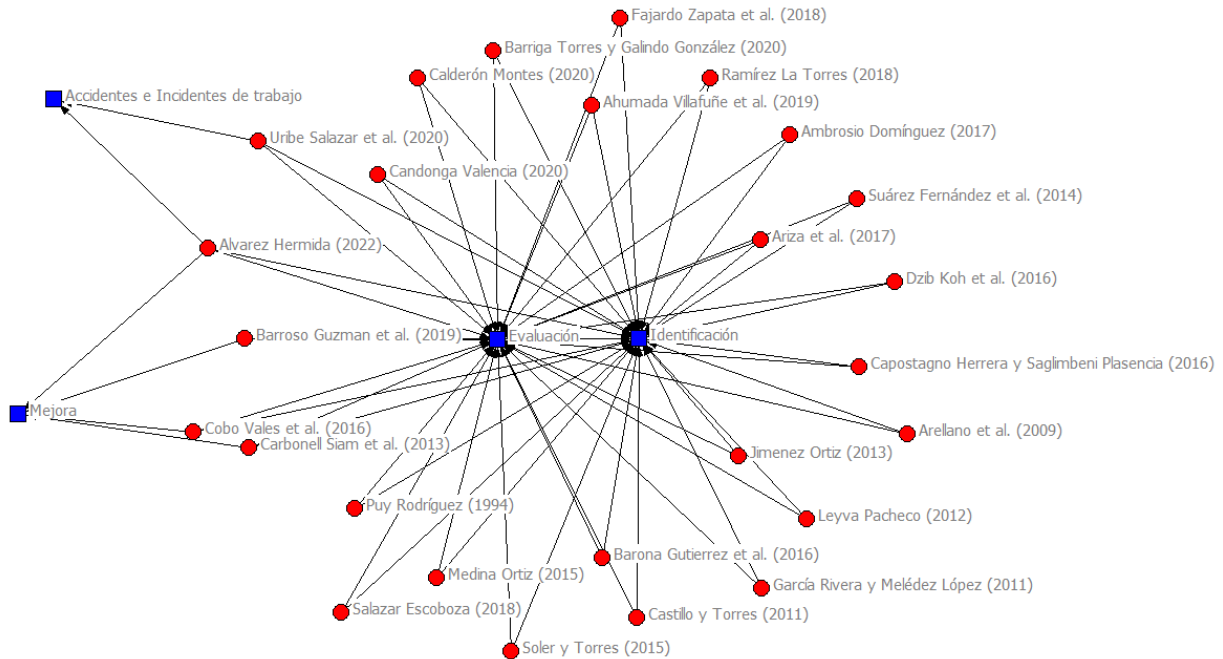 Fajardo Zapata et al. (2018)
Barriga Torres y Galindo González (2020)
Calderón Montes (2020)
Ramírez La Torres (2018)
Accidentes e Incidentes de trabajo
Ahumada Villafuñe et al. (2019)
Uribe Salazar et al. (2020)
Ambrosio Domínguez (2017)
Candonga Valencia (2020)
Suárez Fernández et al. (2014)
Ariza et al. (2017)
Alvarez Hermida (2022)
Dzib Koh et al. (2016)
Barroso Guzman et al. (2019)
Evaluación
Identificación
Capostagno Herrera y Saglimbeni Plasencia (2016)
Mejora
Cobo Vales et al. (2016)
Arellano et al. (2009)
Carbonell Siam et al. (2013)
Jimenez Ortiz (2013)
Puy Rodríguez (1994)
Leyva Pacheco (2012)
Barona Gutierrez et al. (2016)
Medina Ortiz (2015)
García Rivera y Melédez López (2011)
Salazar Escoboza (2018)
Castillo y Torres (2011)
Soler y Torres (2015)